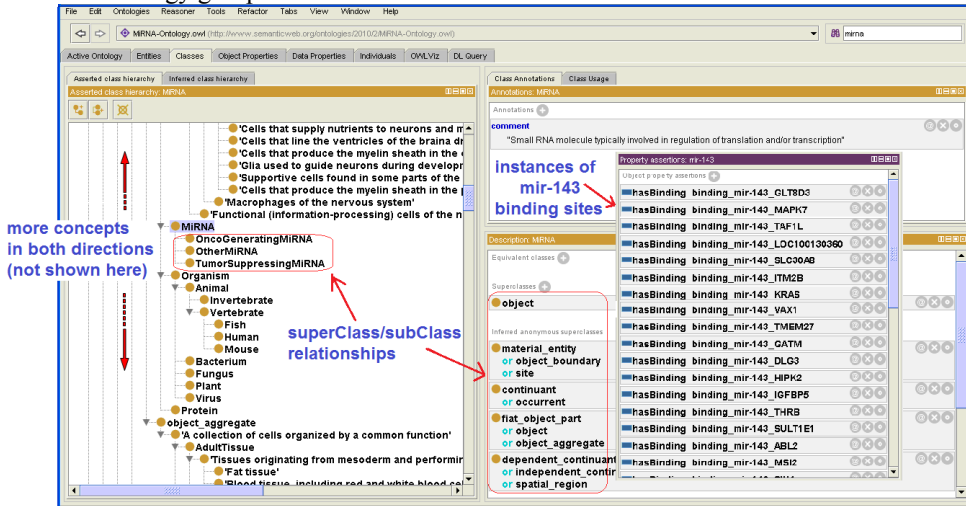 File Edit Ontologies Reasoner Tools Refactor Tabs View Window Help
MiRNA-Ontology.owl (http://www.semanticweb.org/ontologies/2010/2/MiRNA-Ontology.owl)
mirna
Active Ontology Entities Classes Object Properties Data Properties Individuals OWLViz DL Query
Asserted class hierarchy Inferred class hierarchy
Asserted class hierarchy: MiRNA
'Cells that supply nutrients to neurons and m
'Cells that line the ventricles of the braina dr
'Cells that produce the myelin sheath in the
'Glia used to guide neurons during developr
'Supportive cells found in some parts of the
'Cells that produce the myelin sheath in the
'Macrophages of the nervous system'
'Functional (information-processing) cells of the n
MiRNA
OncoGeneratingMiRNA
OtherMiRNA
TumorSuppressingMiRNA
Organism
Animal
Invertebrate
Vertebrate
Fish
Human
Mouse
Bacterium
Fungus
Plant
Virus
Protein
object_aggregate
'A collection of cells organized by a common function'
AdultTissue
'Tissues originating from mesoderm and performir
'Fat tissue'
'Blood tissue, including red and white blood cel
more concepts
in both directions
(not shown here)
superClass/subClass
relationships
Class Annotations Class Usage
Annotations: MiRNA
Annotations
comment
"Small RNA molecule typically involved in regulation of translation and/or transcription"
instances of
mir-143
binding sites
Property assertions: mir-143
Object property assertions
hasBinding binding_mir-143_GLT8D3
hasBinding binding_mir-143_MAPK7
hasBinding binding_mir-143_TAF1L
hasBinding binding_mir-143_LOC100130360
hasBinding binding_mir-143_SLC30A8
hasBinding binding_mir-143_ITM2B
hasBinding binding_mir-143_KRAS
hasBinding binding_mir-143_VAX1
hasBinding binding_mir-143_TMEM27
hasBinding binding_mir-143_GATM
hasBinding binding_mir-143_DLG3
hasBinding binding_mir-143_HIPK2
hasBinding binding_mir-143_IGFBP5
hasBinding binding_mir-143_THRB
hasBinding binding_mir-143_SULT1E1
hasBinding binding_mir-143_ABL2
hasBinding binding_mir-143_MSI2
Description: MiRNA
Equivalent classes
Superclasses
object
Inferred anonymous superclasses
material_entity
or object_boundary
or site
continuant
or occurrent
fiat_object_part
or object
or object_aggregate
dependent_continuant
or independent_contin
or spatial_region